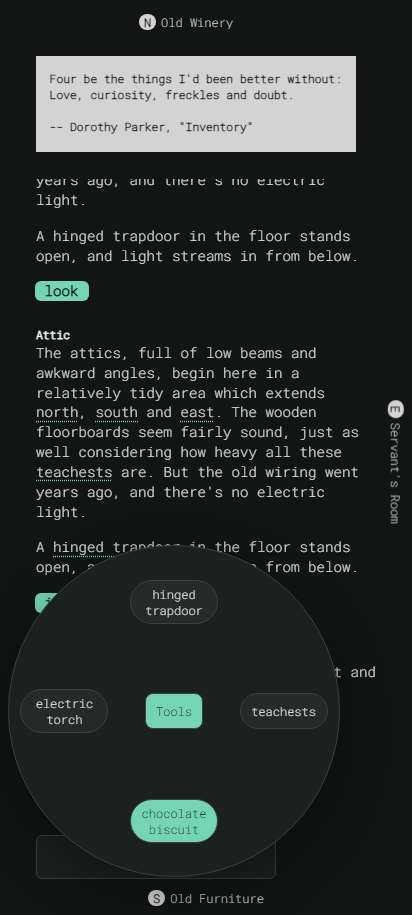 N Old Winery
Four be the things I'd been better without:
Love, curiosity, freckles and doubt.
-- Dorothy Parker, "Inventory"
years ago, and there's no electric
light.
A hinged trapdoor in the floor stands
open, and light streams in from below.
look
Attic
The attics, full of low beams and
awkward angles, begin here in a
relatively tidy area which extends
north, south and east. The wooden
floorboards seem fairly sound, just as
well considering how heavy all these
teachests are. But the old wiring went
years ago, and there's no electric
light.
E Servant's Room
A hinged trapdoor in the floor stands
open, from below.
hinged
trapdoor
t and
electric
torch
Tools
teachests
chocolate
biscuit
S Old Furniture